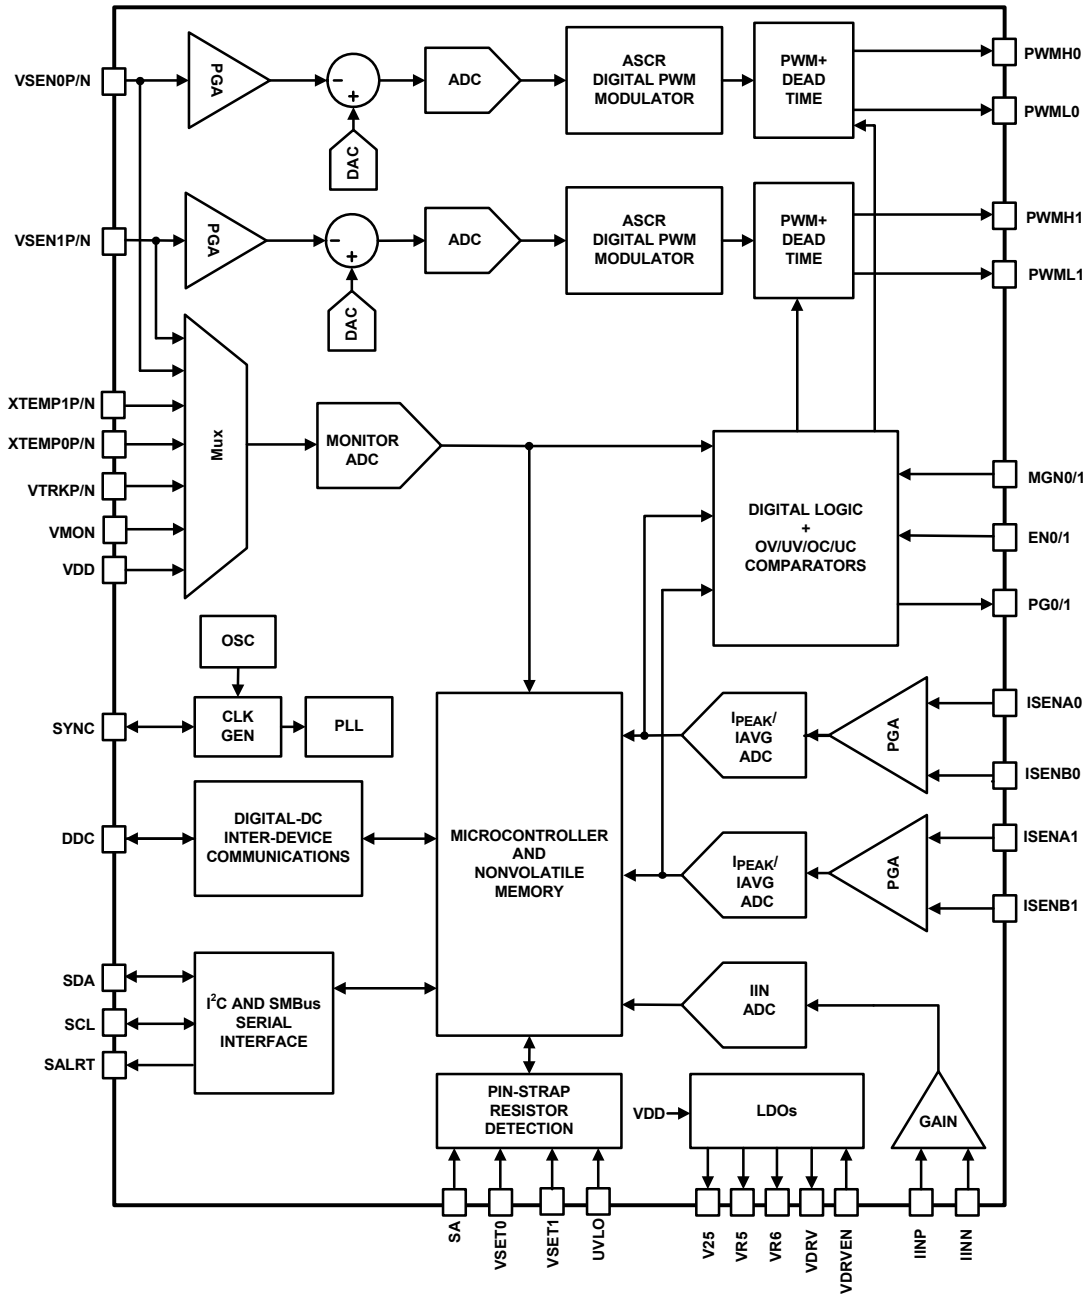 VSEN0P/N
PGA
−
+
DAC
ADC
ASCR
DIGITAL PWM
MODULATOR
PWM+
DEAD
TIME
PWMH0
PWML0
VSEN1P/N
PGA
−
+
DAC
ADC
ASCR
DIGITAL PWM
MODULATOR
PWM+
DEAD
TIME
PWMH1
PWML1
XTEMP1P/N
XTEMP0P/N
VTRKP/N
VMON
VDD
Mux
MONITOR
ADC
DIGITAL LOGIC
+
OV/UV/OC/UC
COMPARATORS
MGN0/1
EN0/1
PG0/1
OSC
SYNC
CLK
GEN
PLL
DDC
DIGITAL-DC
INTER-DEVICE
COMMUNICATIONS
MICROCONTROLLER
AND
NONVOLATILE
MEMORY
IPEAK/
IAVG
ADC
PGA
ISENA0
ISENB0
IPEAK/
IAVG
ADC
PGA
ISENA1
ISENB1
SDA
SCL
SALRT
I²C AND SMBus
SERIAL
INTERFACE
IIN
ADC
GAIN
PIN-STRAP
RESISTOR
DETECTION
VDD
LDOs
SA
VSET0
VSET1
UVLO
V25
VR5
VR6
VDRV
VDRVEN
IINP
IINN